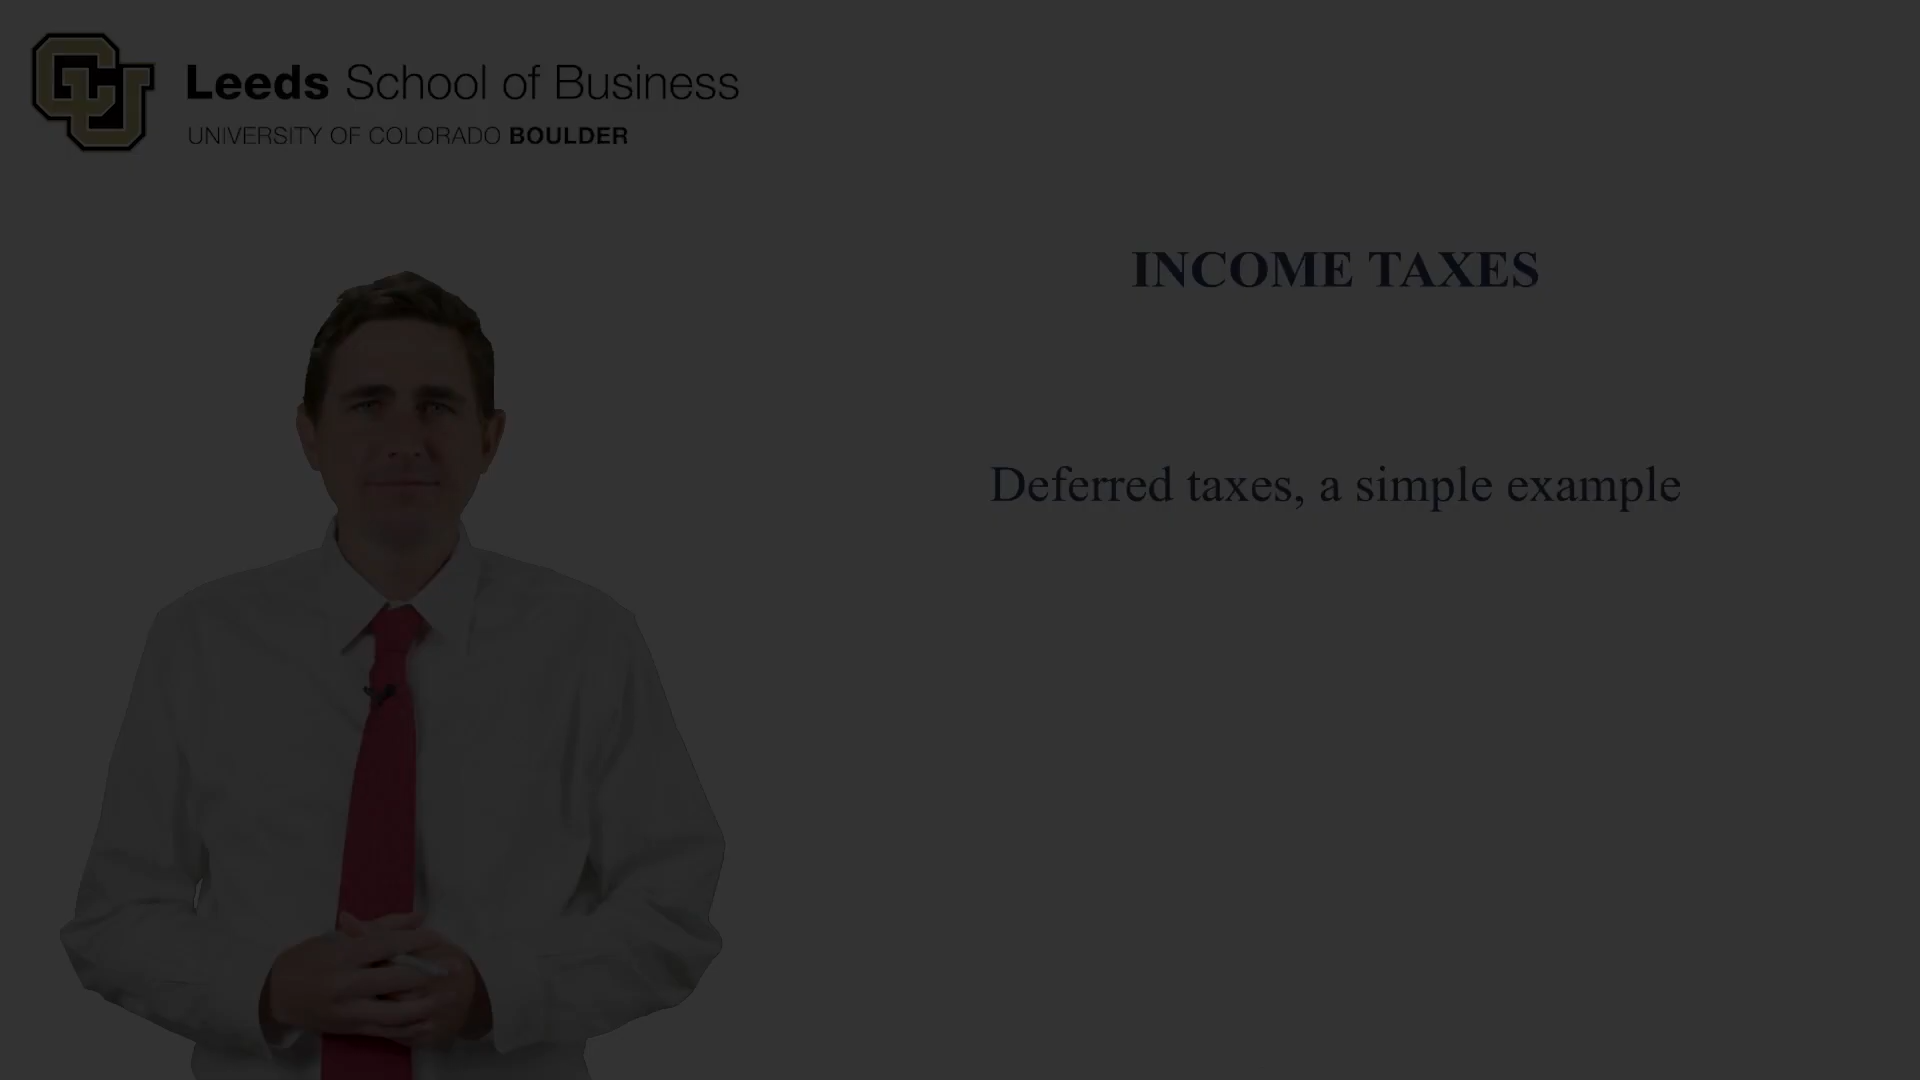 Leeds School of Business
UNIVERSITY OF COLORADO BOULDER
INCOME TAXES
Deferred taxes, a simple example